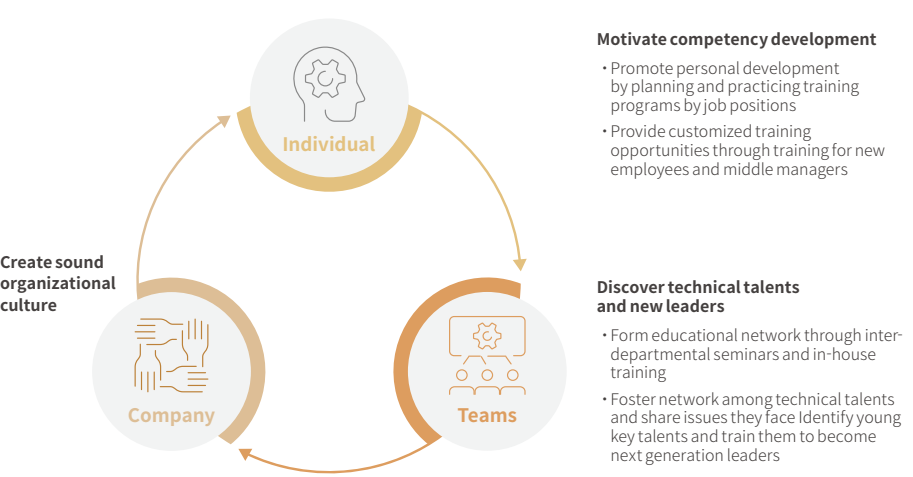 Motivate competency development
• Promote personal development
by planning and practicing training
programs by job positions
• Provide customized training
opportunities through training for new
employees and middle managers
Individual
Create sound
organizational
culture
Discover technical talents
and new leaders
• Form educational network through inter-
departmental seminars and in-house
training
• Foster network among technical talents
and share issues they face Identify young
key talents and train them to become
next generation leaders
Company
Teams